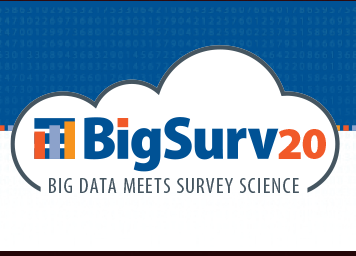 BigSurv20
BIG DATA MEETS SURVEY SCIENCE